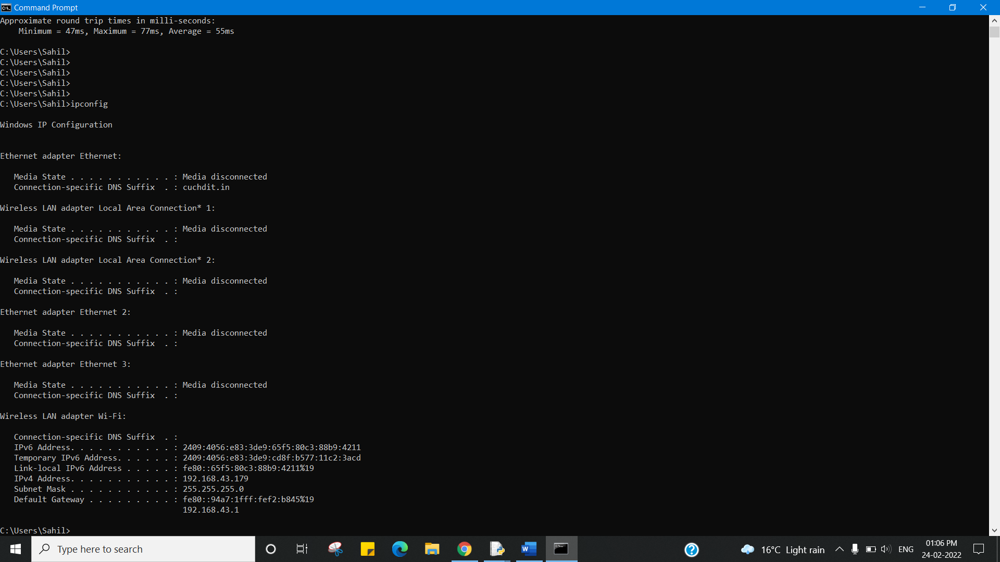 Command Prompt
Approximate round trip times in milli-seconds:
    Minimum = 47ms, Maximum = 77ms, Average = 55ms
C:\Users\Sahil>
C:\Users\Sahil>
C:\Users\Sahil>
C:\Users\Sahil>
C:\Users\Sahil>
C:\Users\Sahil>ipconfig
Windows IP Configuration
Ethernet adapter Ethernet:
   Media State . . . . . . . . . . . : Media disconnected
   Connection-specific DNS Suffix  . : cuchdit.in
Wireless LAN adapter Local Area Connection* 1:
   Media State . . . . . . . . . . . : Media disconnected
   Connection-specific DNS Suffix  . :
Wireless LAN adapter Local Area Connection* 2:
   Media State . . . . . . . . . . . : Media disconnected
   Connection-specific DNS Suffix  . :
Ethernet adapter Ethernet 2:
   Media State . . . . . . . . . . . : Media disconnected
   Connection-specific DNS Suffix  . :
Ethernet adapter Ethernet 3:
   Media State . . . . . . . . . . . : Media disconnected
   Connection-specific DNS Suffix  . :
Wireless LAN adapter Wi-Fi:
   Connection-specific DNS Suffix  . :
   IPv6 Address. . . . . . . . . . . : 2409:4056:e83:3de9:65f5:80c3:88b9:4211
   Temporary IPv6 Address. . . . . . : 2409:4056:e83:3de9:cd8f:b577:11c2:3acd
   Link-local IPv6 Address . . . . . : fe80::65f5:80c3:88b9:4211%19
   IPv4 Address. . . . . . . . . . . : 192.168.43.179
   Subnet Mask . . . . . . . . . . . : 255.255.255.0
   Default Gateway . . . . . . . . . : fe80::94a7:1fff:fef2:b845%19
                                       192.168.43.1
C:\Users\Sahil>
Type here to search
16°C Light rain
ENG
01:06 PM
24-02-2022